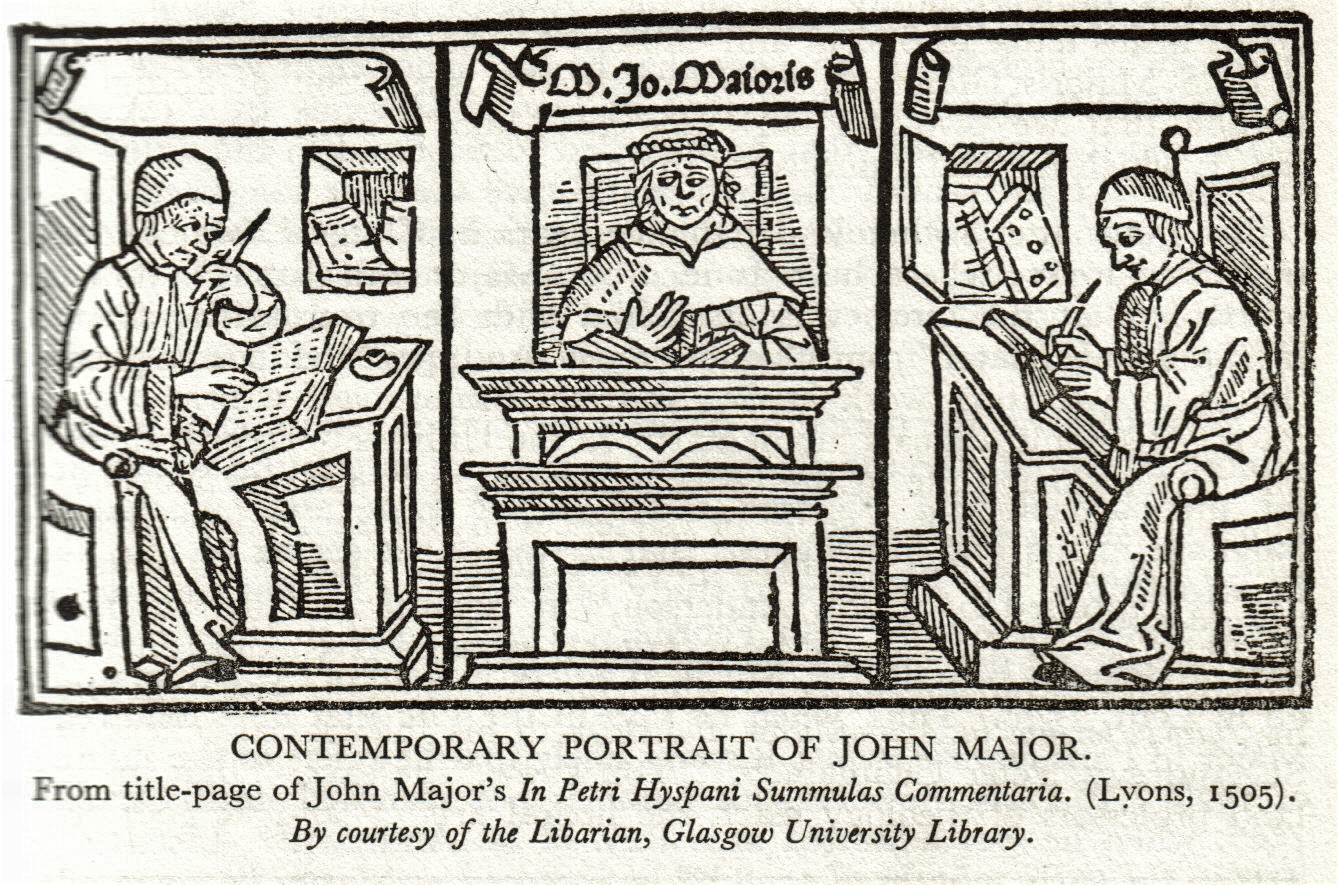 M. Jo. Maioris
CONTEMPORARY PORTRAIT OF JOHN MAJOR.
From title-page of John Major's In Petri Hyspani Summulas Commentaria. (Lyons, 1505).
By courtesy of the Libarian, Glasgow University Library.